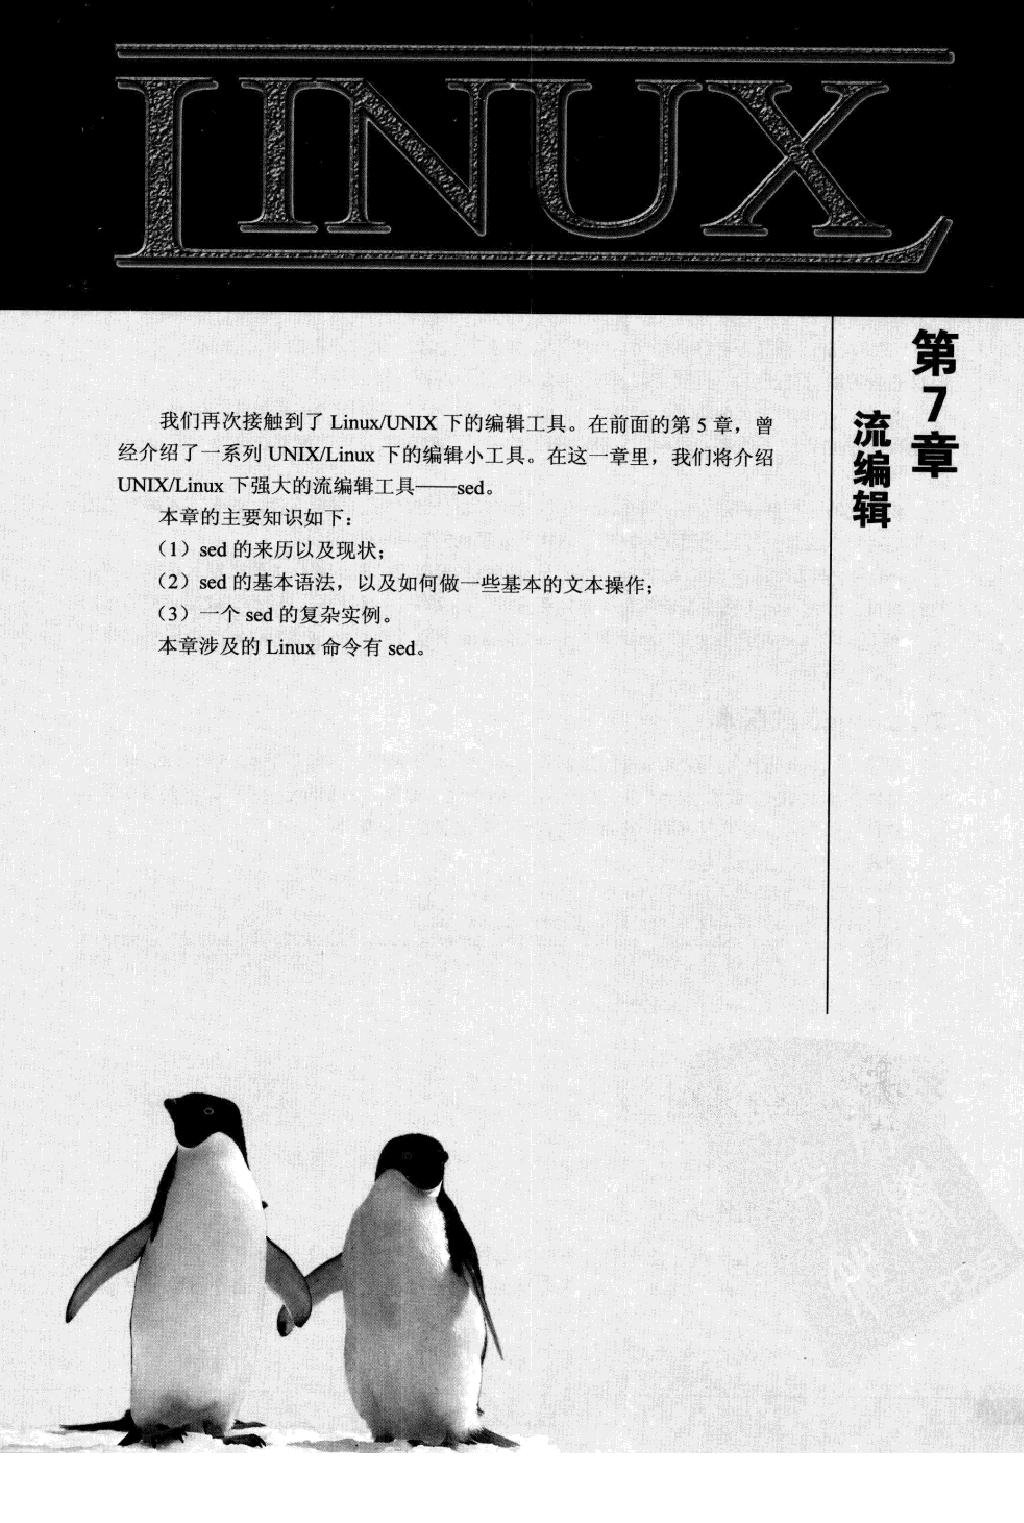 LINUX
第7章
流编辑
我们再次接触到了 Linux/UNIX 下的编辑工具。在前面的第 5 章，曾
经介绍了一系列 UNIX/Linux 下的编辑小工具。在这一章里，我们将介绍
UNIX/Linux 下强大的流编辑工具——sed。
本章的主要知识如下：
（1）sed 的来历以及现状；
（2）sed 的基本语法，以及如何做一些基本的文本操作；
（3）一个 sed 的复杂实例。
本章涉及的 Linux 命令有 sed。